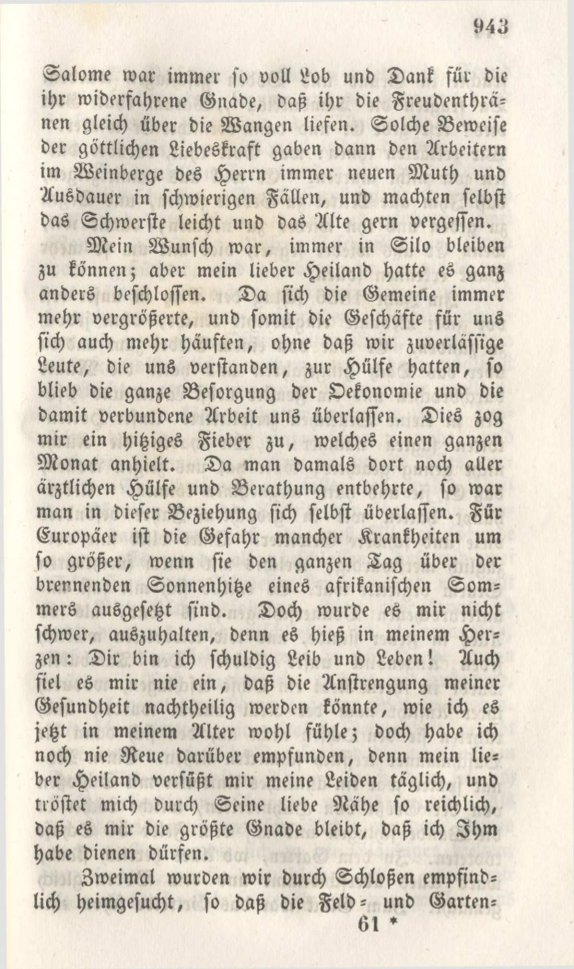 943
Salome war immer so voll Lob und Dank für die
ihr widerfahrene Gnade, daß ihr die Freudenthrä=
nen gleich über die Wangen liefen. Solche Beweise
der göttlichen Liebeskraft gaben dann den Arbeitern
im Weinberge des Herrn immer neuen Muth und
Ausdauer in schwierigen Fällen, und machten selbst
das Schwerste leicht und das Alte gern vergessen.
Mein Wunsch war, immer in Silo bleiben
zu können; aber mein lieber Heiland hatte es ganz
anders beschlossen. Da sich die Gemeine immer
mehr vergrößerte, und somit die Geschäfte für uns
sich auch mehr häuften, ohne daß wir zuverlässige
Leute, die uns verstanden, zur Hülfe hatten, so
blieb die ganze Besorgung der Oekonomie und die
damit verbundene Arbeit uns überlassen. Dies zog
mir ein hitziges Fieber zu, welches einen ganzen
Monat anhielt. Da man damals dort noch aller
ärztlichen Hülfe und Berathung entbehrte, so war
man in dieser Beziehung sich selbst überlassen. Für
Europäer ist die Gefahr mancher Krankheiten um
so größer, wenn sie den ganzen Tag über der
brennenden Sonnenhitze eines afrikanischen Som=
mers ausgesetzt sind. Doch wurde es mir nicht
schwer, auszuhalten, denn es hieß in meinem Her=
zen: Dir bin ich schuldig Leib und Leben! Auch
fiel es mir nie ein, daß die Anstrengung meiner
Gesundheit nachtheilig werden könnte, wie ich es
jetzt in meinem Alter wohl fühle; doch habe ich
noch nie Reue darüber empfunden, denn mein lie=
ber Heiland versüßt mir meine Leiden täglich, und
tröstet mich durch Seine liebe Nähe so reichlich,
daß es mir die größte Gnade bleibt, daß ich Ihm
habe dienen dürfen.
Zweimal wurden wir durch Schloßen empfind=
lich heimgesucht, so daß die Feld= und Garten=
61 *